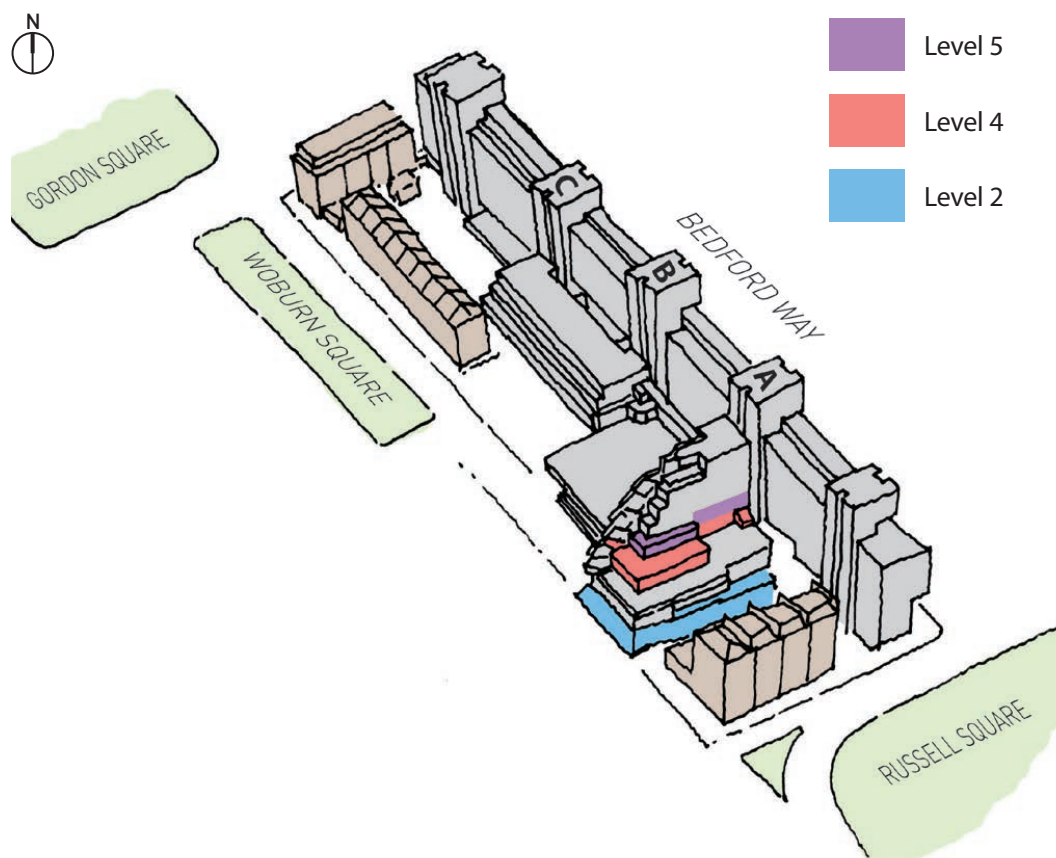 N
Level 5
Level 4
Level 2
GORDON SQUARE
WOBURN SQUARE
BEDFORD WAY
C
B
A
RUSSELL SQUARE